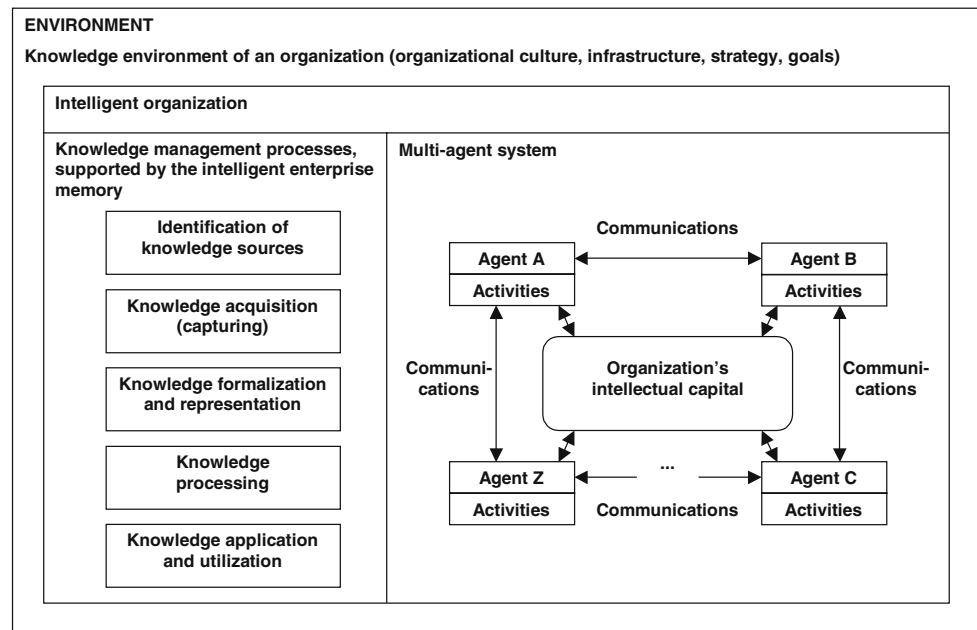 ENVIRONMENT
Knowledge environment of an organization (organizational culture, infrastructure, strategy, goals)
Intelligent organization
Knowledge management processes,
supported by the intelligent enterprise
memory
Identification of
knowledge sources
Knowledge acquisition
(capturing)
Knowledge formalization
and representation
Knowledge
processing
Knowledge application
and utilization
Multi-agent system
Communications
Agent A
Activities
Agent B
Activities
Communi-
cations
Organization’s
intellectual capital
Communi-
cations
Agent Z
Activities
...
Communications
Agent C
Activities